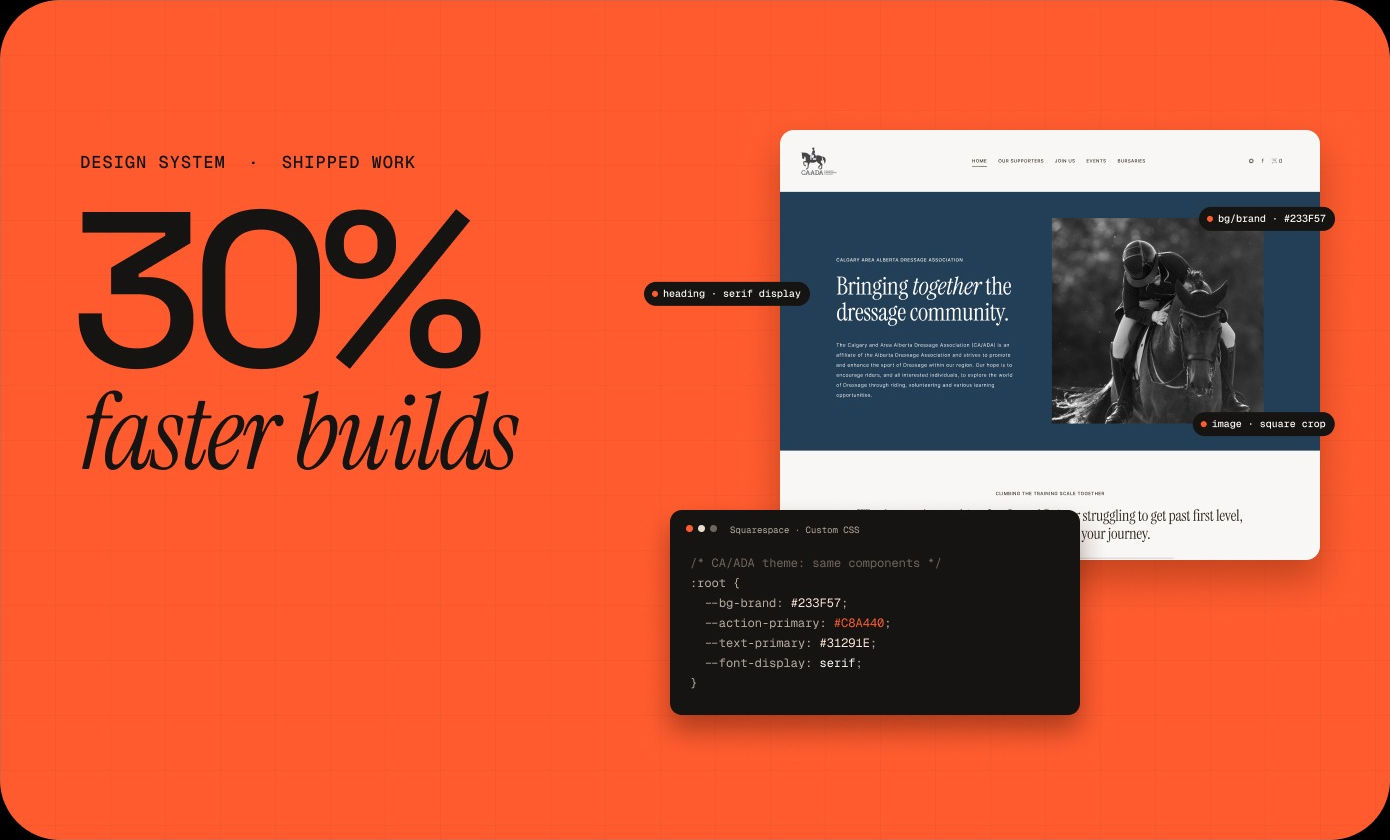 DESIGN SYSTEM · SHIPPED WORK
30%
faster builds
CAADA
HOME OUR SUPPORTERS JOIN US EVENTS BURSARIES
bg/brand · #233F57
CALGARY AREA ALBERTA DRESSAGE ASSOCIATION
heading · serif display
Bringing together the
dressage community.
The Calgary and Area Alberta Dressage Association (CA/ADA) is an
affiliate of the Alberta Dressage Association and strives to promote
and enhance the sport of Dressage within our region. Our hope is to
encourage riders, and all interested individuals, to explore the world
of Dressage through riding, volunteering and various learning
opportunities.
image · square crop
CLIMBING THE TRAINING SCALE TOGETHER
struggling to get past first level,
your journey.
Squarespace · Custom CSS
/* CA/ADA theme: same components */
:root {
--bg-brand: #233F57;
--action-primary: #C8A440;
--text-primary: #31291E;
--font-display: serif;
}